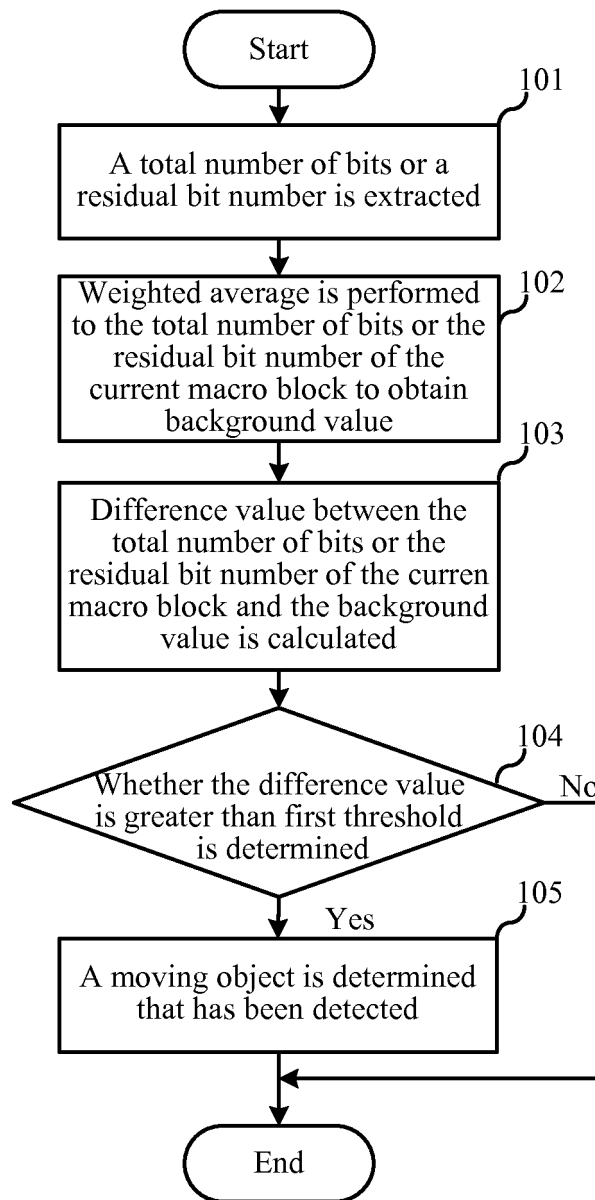 Start
101
A total number of bits or a
residual bit number is extracted
102
Weighted average is performed
to the total number of bits or the
residual bit number of the
current macro block to obtain
background value
103
Difference value between the
total number of bits or the
residual bit number of the curren
macro block and the background
value is calculated
104
Whether the difference value
is greater than first threshold
is determined
No
Yes
105
A moving object is determined
that has been detected
End